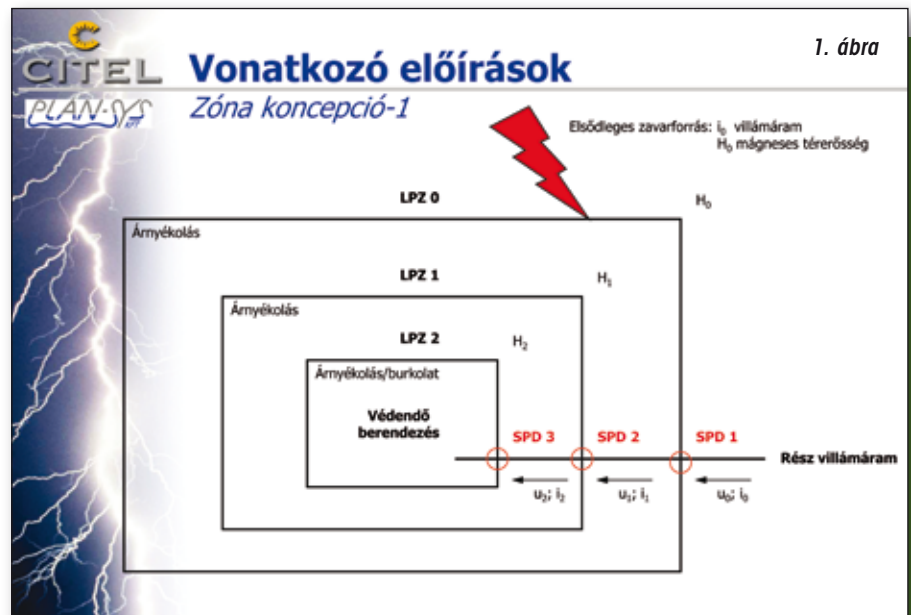 1. ábra
CITEL
PLAN-SYS
kft
Vonatkozó előírások
Zóna koncepció-1
Elsődleges zavarforrás: i₀ villámáram
H₀ mágneses térerősség
LPZ 0
H₀
Árnyékolás
LPZ 1
H₁
Árnyékolás
LPZ 2
H₂
Árnyékolás/burkolat
Védendő
berendezés
SPD 3
SPD 2
SPD 1
Rész villámáram
u₂; i₂
u₁; i₁
u₀; i₀